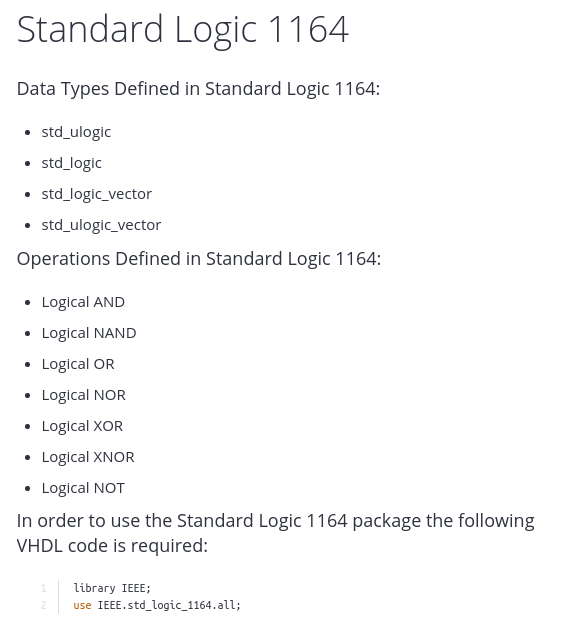 Standard Logic 1164
Data Types Defined in Standard Logic 1164:
• std_ulogic
• std_logic
• std_logic_vector
• std_ulogic_vector
Operations Defined in Standard Logic 1164:
• Logical AND
• Logical NAND
• Logical OR
• Logical NOR
• Logical XOR
• Logical XNOR
• Logical NOT
In order to use the Standard Logic 1164 package the following
VHDL code is required:
1 library IEEE;
2 use IEEE.std_logic_1164.all;